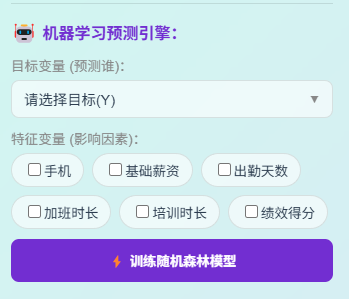 机器学习预测引擎：
目标变量 (预测谁)：
请选择目标(Y)
特征变量 (影响因素)：
手机 基础薪资 出勤天数
加班时长 培训时长 绩效得分
训练随机森林模型